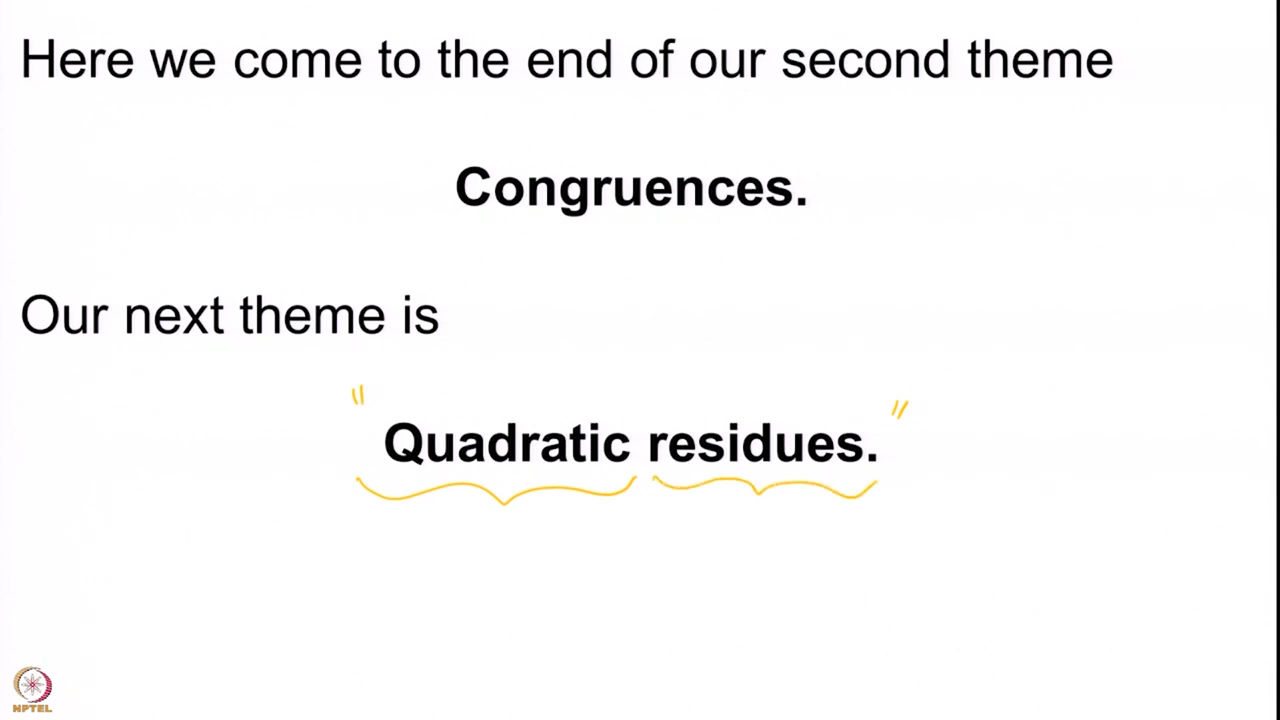 Here we come to the end of our second theme
Congruences.
Our next theme is
"Quadratic residues."
NPTEL